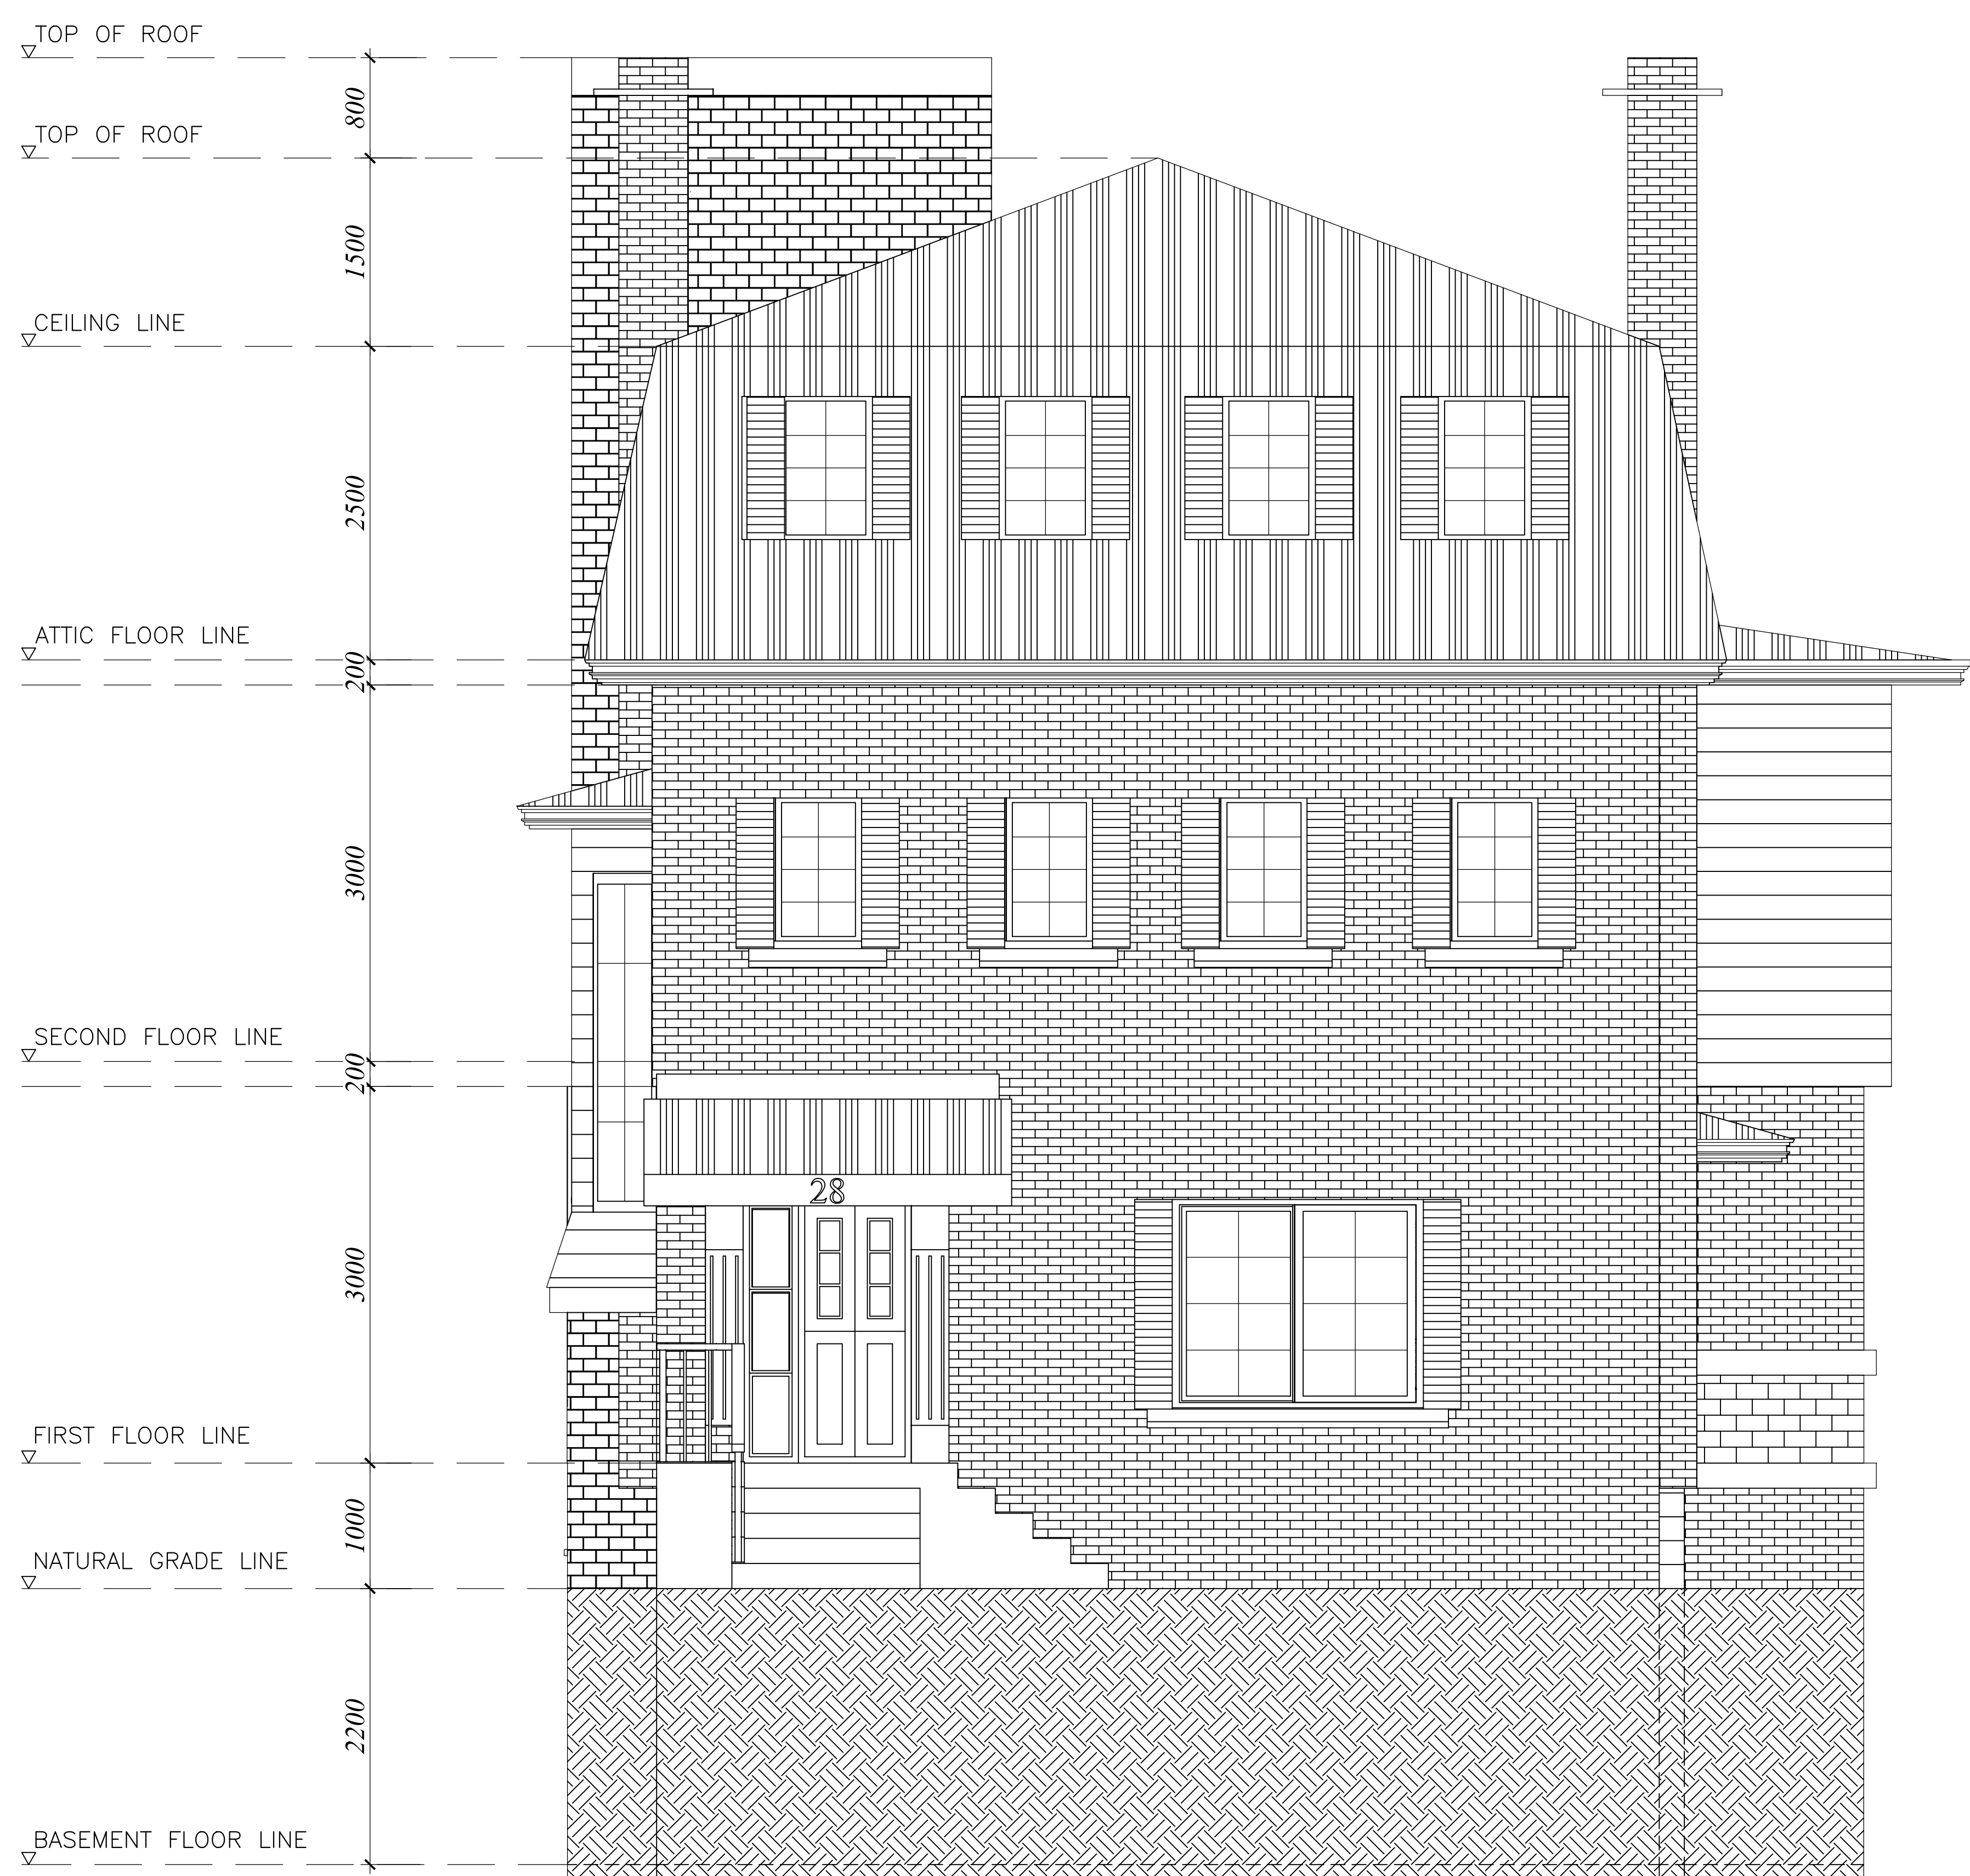 TOP OF ROOF
800
TOP OF ROOF
1500
CEILING LINE
2500
ATTIC FLOOR LINE
200
3000
SECOND FLOOR LINE
200
28
3000
FIRST FLOOR LINE
1000
NATURAL GRADE LINE
2200
BASEMENT FLOOR LINE